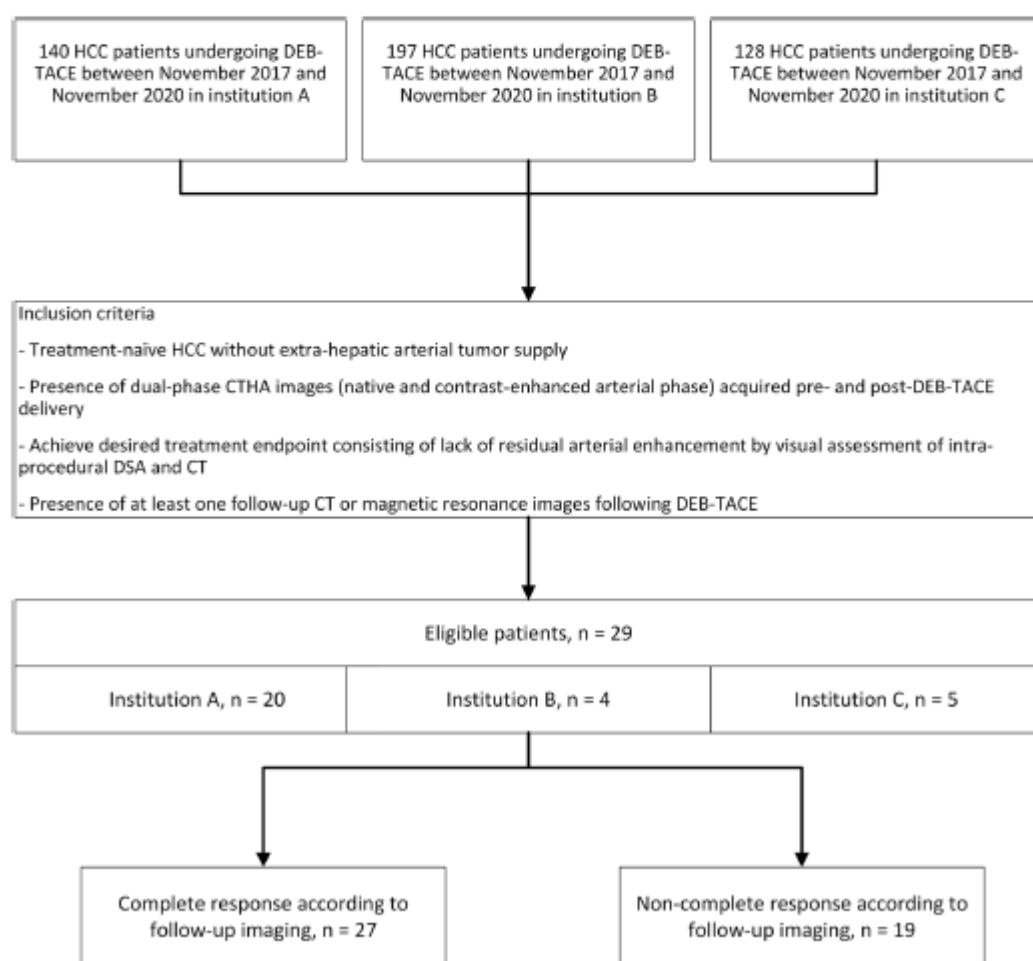 140 HCC patients undergoing DEB-
TACE between November 2017 and
November 2020 in institution A
197 HCC patients undergoing DEB-
TACE between November 2017 and
November 2020 in institution B
128 HCC patients undergoing DEB-
TACE between November 2017 and
November 2020 in institution C
Inclusion criteria
- Treatment-naïve HCC without extra-hepatic arterial tumor supply
- Presence of dual-phase CTHA images (native and contrast-enhanced arterial phase) acquired pre- and post-DEB-TACE
delivery
- Achieve desired treatment endpoint consisting of lack of residual arterial enhancement by visual assessment of intra-
procedural DSA and CT
- Presence of at least one follow-up CT or magnetic resonance images following DEB-TACE
Eligible patients, n = 29
Institution A, n = 20
Institution B, n = 4
Institution C, n = 5
Complete response according to
follow-up imaging, n = 27
Non-complete response according to
follow-up imaging, n = 19